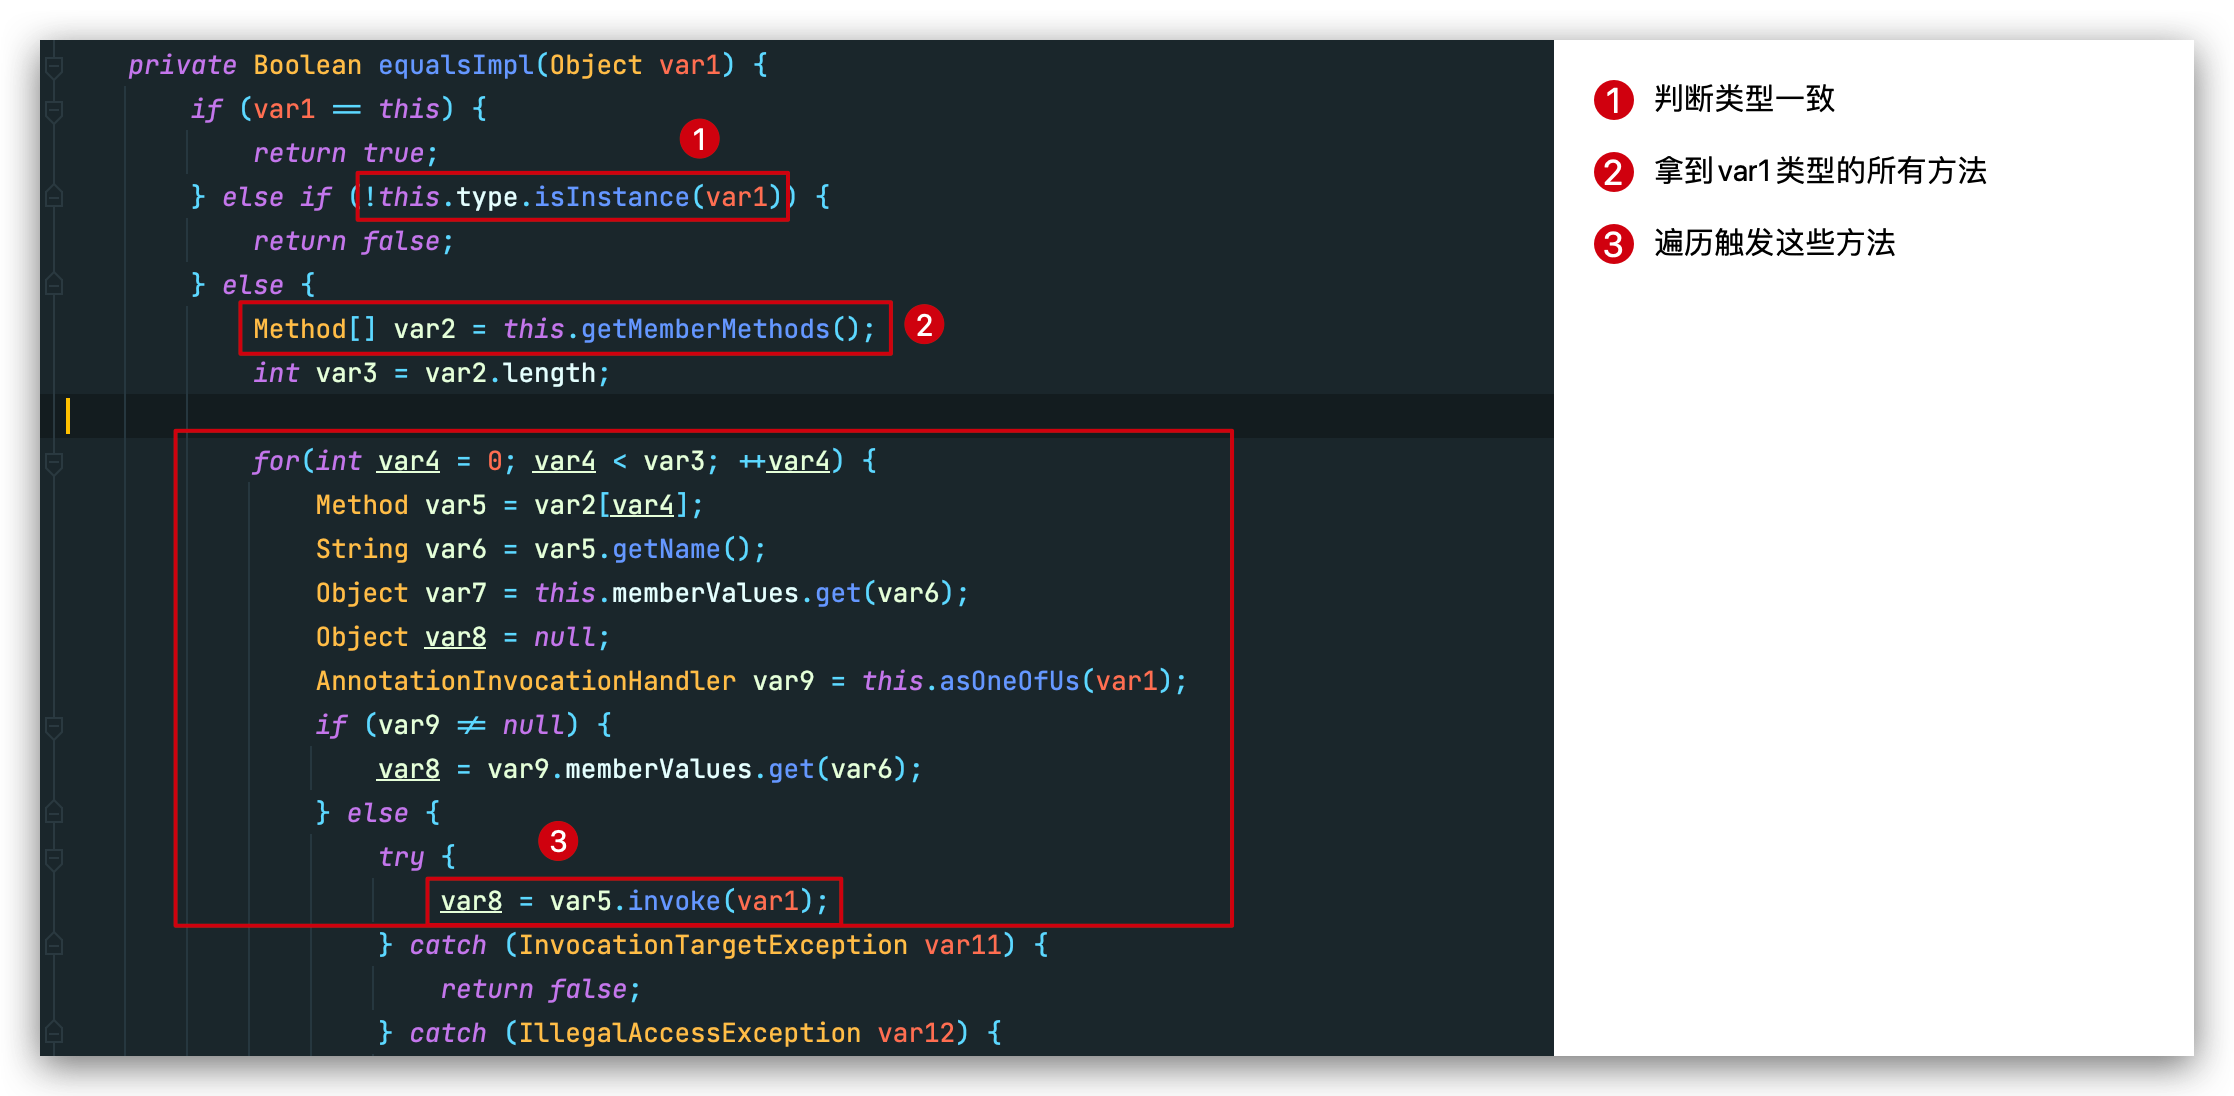 private Boolean equalsImpl(Object var1) {
if (var1 == this) {
return true;
1
} else if (!this.type.isInstance(var1)) {
return false;
} else {
Method[] var2 = this.getMemberMethods(); 2
int var3 = var2.length;
for(int var4 = 0; var4 < var3; ++var4) {
Method var5 = var2[var4];
String var6 = var5.getName();
Object var7 = this.memberValues.get(var6);
Object var8 = null;
AnnotationInvocationHandler var9 = this.asOneOfUs(var1);
if (var9 != null) {
var8 = var9.memberValues.get(var6);
} else {
3
try {
var8 = var5.invoke(var1);
} catch (InvocationTargetException var11) {
return false;
} catch (IllegalAccessException var12) {
1 判断类型一致
2 拿到var1类型的所有方法
3 遍历触发这些方法